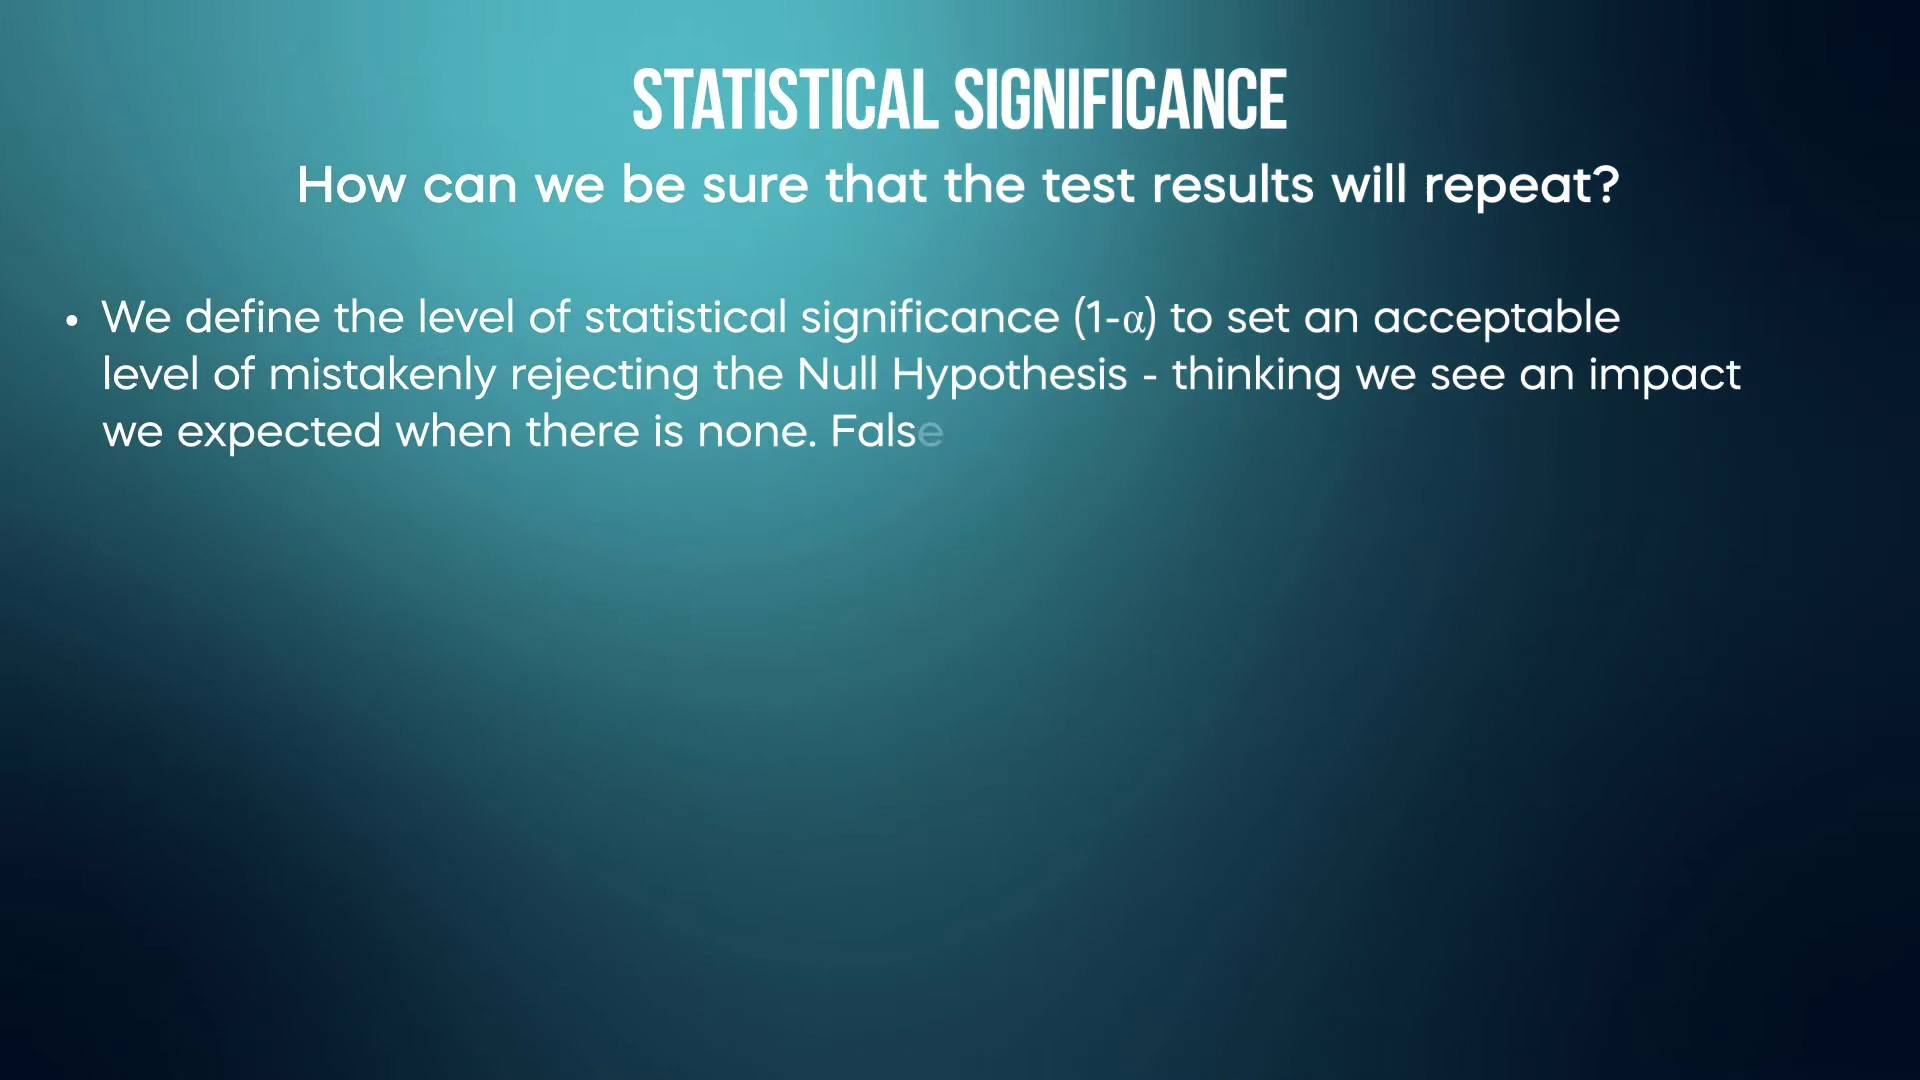 STATISTICAL SIGNIFICANCE
How can we be sure that the test results will repeat?
• We define the level of statistical significance (1-α) to set an acceptable
level of mistakenly rejecting the Null Hypothesis - thinking we see an impact
we expected when there is none. False